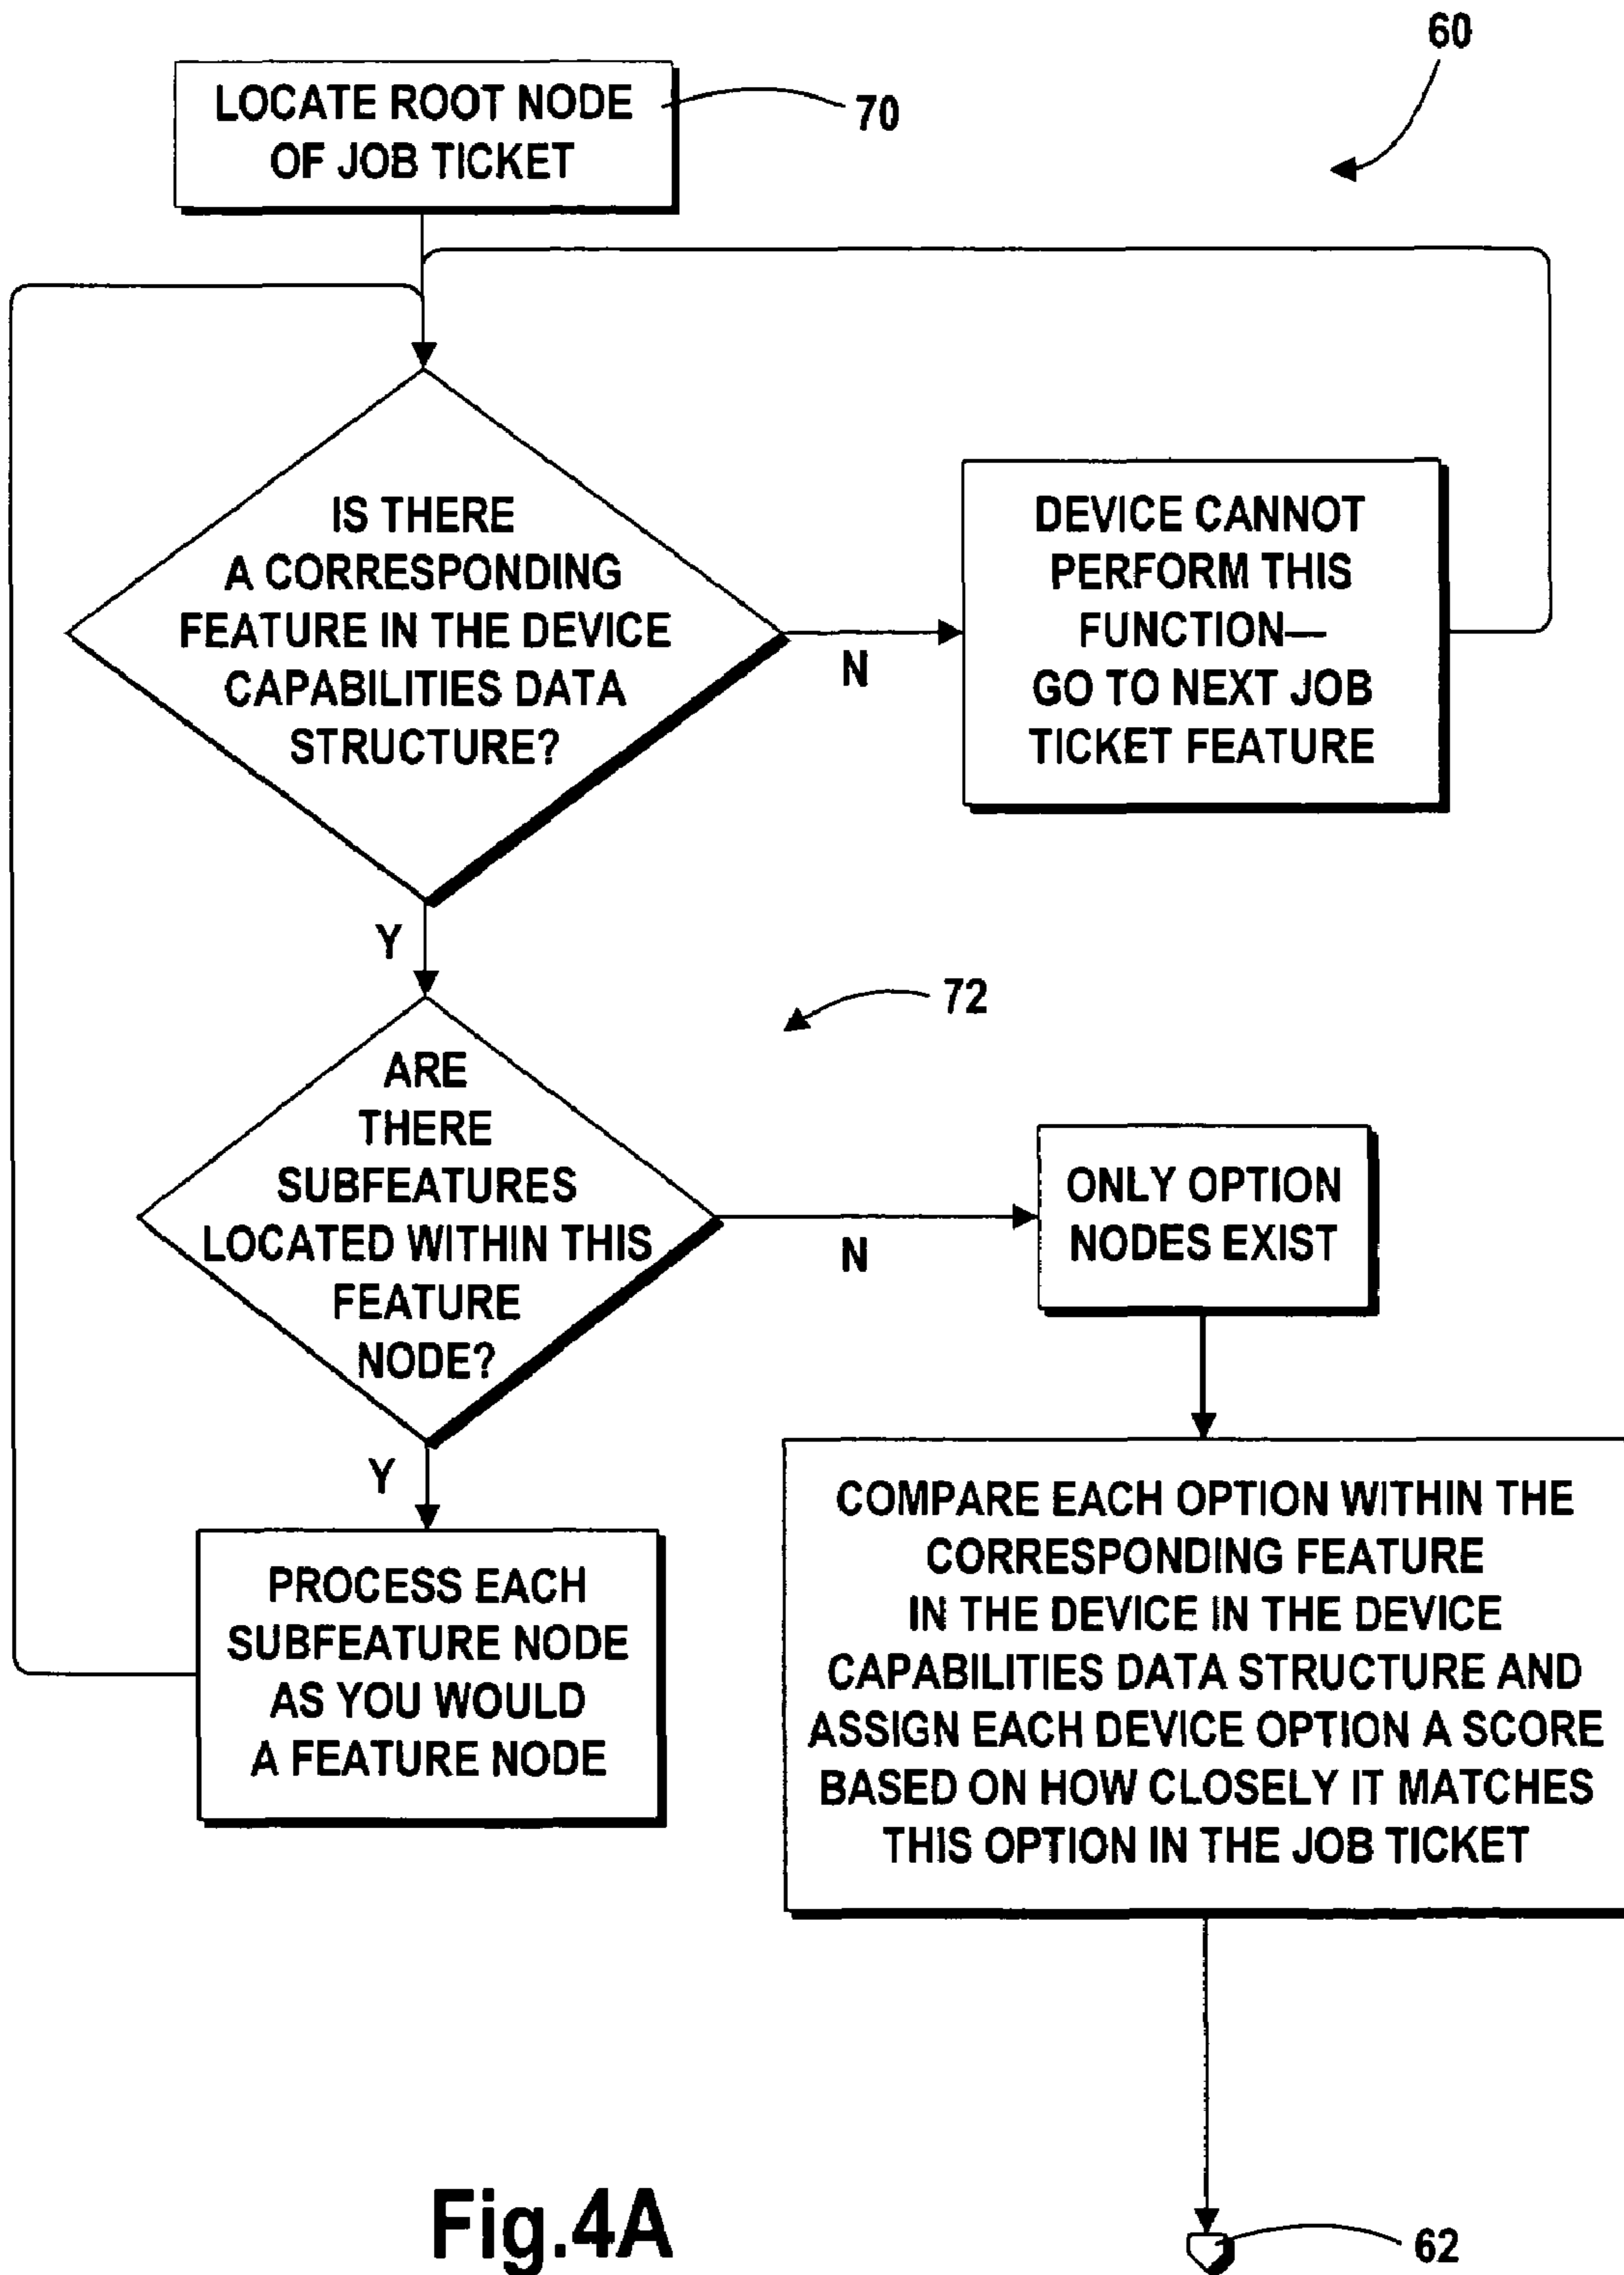 60
LOCATE ROOT NODE
OF JOB TICKET
70
IS THERE
A CORRESPONDING
FEATURE IN THE DEVICE
CAPABILITIES DATA
STRUCTURE?
N
DEVICE CANNOT
PERFORM THIS
FUNCTION—
GO TO NEXT JOB
TICKET FEATURE
Y
72
ARE
THERE
SUBFEATURES
LOCATED WITHIN THIS
FEATURE
NODE?
N
ONLY OPTION
NODES EXIST
Y
PROCESS EACH
SUBFEATURE NODE
AS YOU WOULD
A FEATURE NODE
COMPARE EACH OPTION WITHIN THE
CORRESPONDING FEATURE
IN THE DEVICE IN THE DEVICE
CAPABILITIES DATA STRUCTURE AND
ASSIGN EACH DEVICE OPTION A SCORE
BASED ON HOW CLOSELY IT MATCHES
THIS OPTION IN THE JOB TICKET
Fig.4A
62